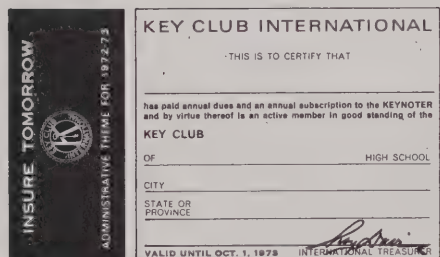 INSURE TOMORROW
ADMINISTRATIVE THEME FOR 1972-73
KEY CLUB INTERNATIONAL
THIS IS TO CERTIFY THAT
has paid annual dues and an annual subscription to the KEYNOTER
and by virtue thereof is an active member in good standing of the
KEY CLUB
OF HIGH SCHOOL
CITY
STATE OR
PROVINCE
VALID UNTIL OCT. 1, 1973 INTERNATIONAL TREASURER